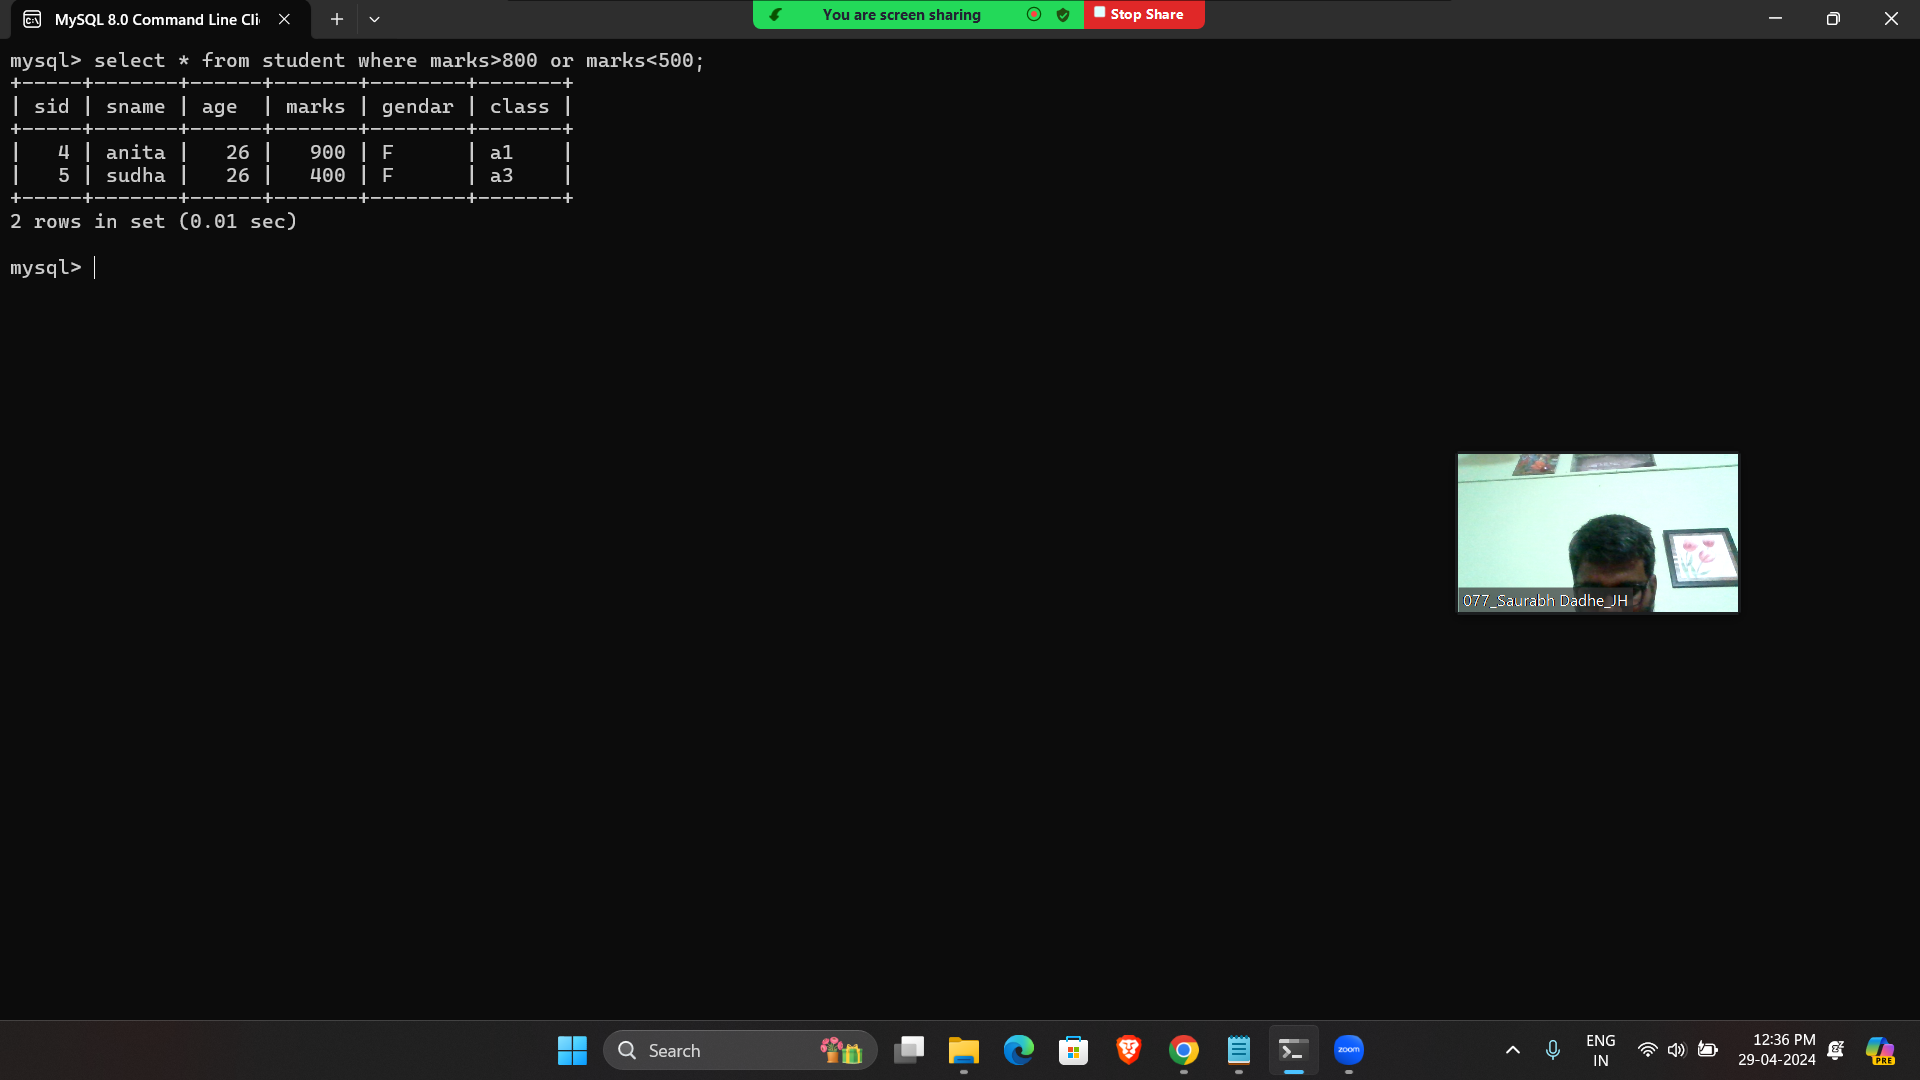 MySQL 8.0 Command Line Cli
You are screen sharing
Stop Share
mysql> select * from student where marks>800 or marks<500;
+-----+-------+------+-------+--------+-------+
| sid | sname | age  | marks | gendar | class |
+-----+-------+------+-------+--------+-------+
|   4 | anita |   26 |   900 | F      | a1    |
|   5 | sudha |   26 |   400 | F      | a3    |
+-----+-------+------+-------+--------+-------+
2 rows in set (0.01 sec)
mysql>
077_Saurabh Dadhe_JH
Search
zoom
ENG
IN
12:36 PM
29-04-2024
PRE